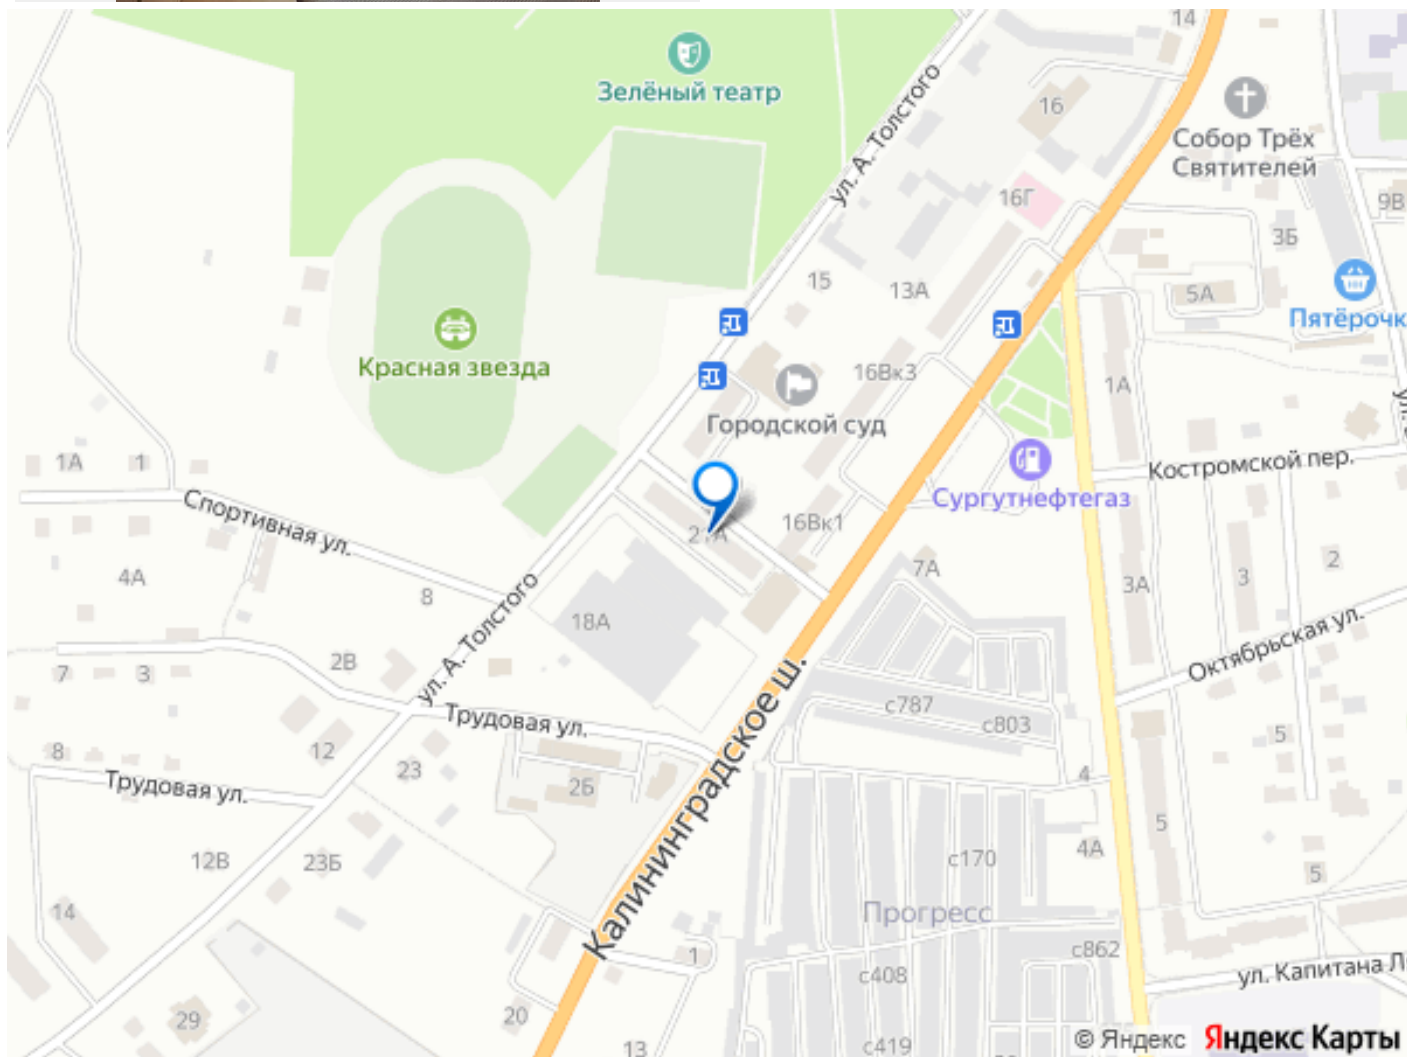 14
Зелёный театр
ул. А. Толстого
16
Собор Трёх
Святителей
16Г
9В
3Б
15
13А
5А
Пятёрочк
Красная звезда
16Вк3
1А
Городской суд
1А
1
Костромской пер.
Сургутнефтегаз
Спортивная ул.
21А
16Вк1
2
7А
4А
3
3А
8
18А
ул. А. Толстого
Октябрьская ул.
2В
7
3
с787
Трудовая ул.
с803
8
12
5
23
4
Трудовая ул.
2Б
Калининградское ш.
5
4А
12В
23Б
с170
5
14
Прогресс
1
с862
с408
ул. Капитана Л
20
29
13
с419
© Яндекс
Яндекс Карты